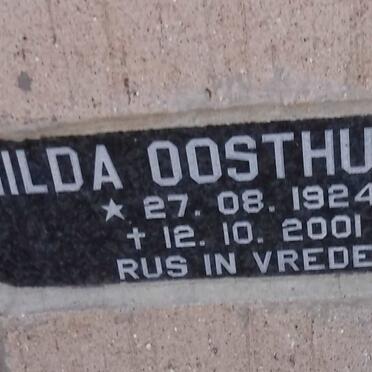 ILDA OOSTHU
★ 27. 08. 1924
† 12. 10. 2001
RUS IN VREDE